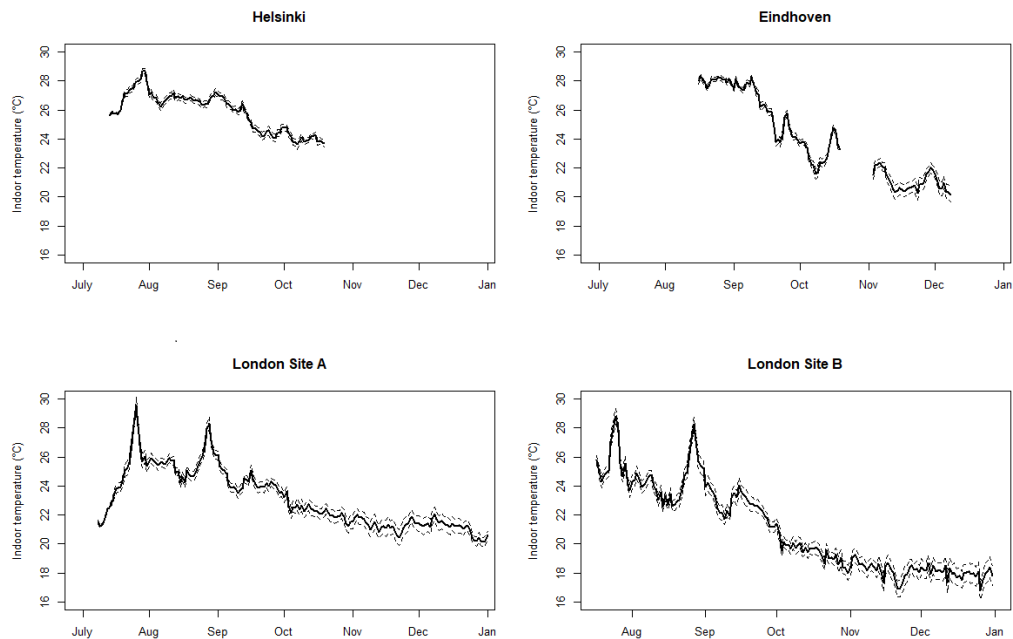 Helsinki
Indoor temperature (°C)
30
28
26
24
22
20
18
16
July Aug Sep Oct Nov Dec Jan
Eindhoven
Indoor temperature (°C)
30
28
26
24
22
20
18
16
July Aug Sep Oct Nov Dec Jan
London Site A
Indoor temperature (°C)
30
28
26
24
22
20
18
16
July Aug Sep Oct Nov Dec Jan
London Site B
Indoor temperature (°C)
30
28
26
24
22
20
18
16
Aug Sep Oct Nov Dec Jan